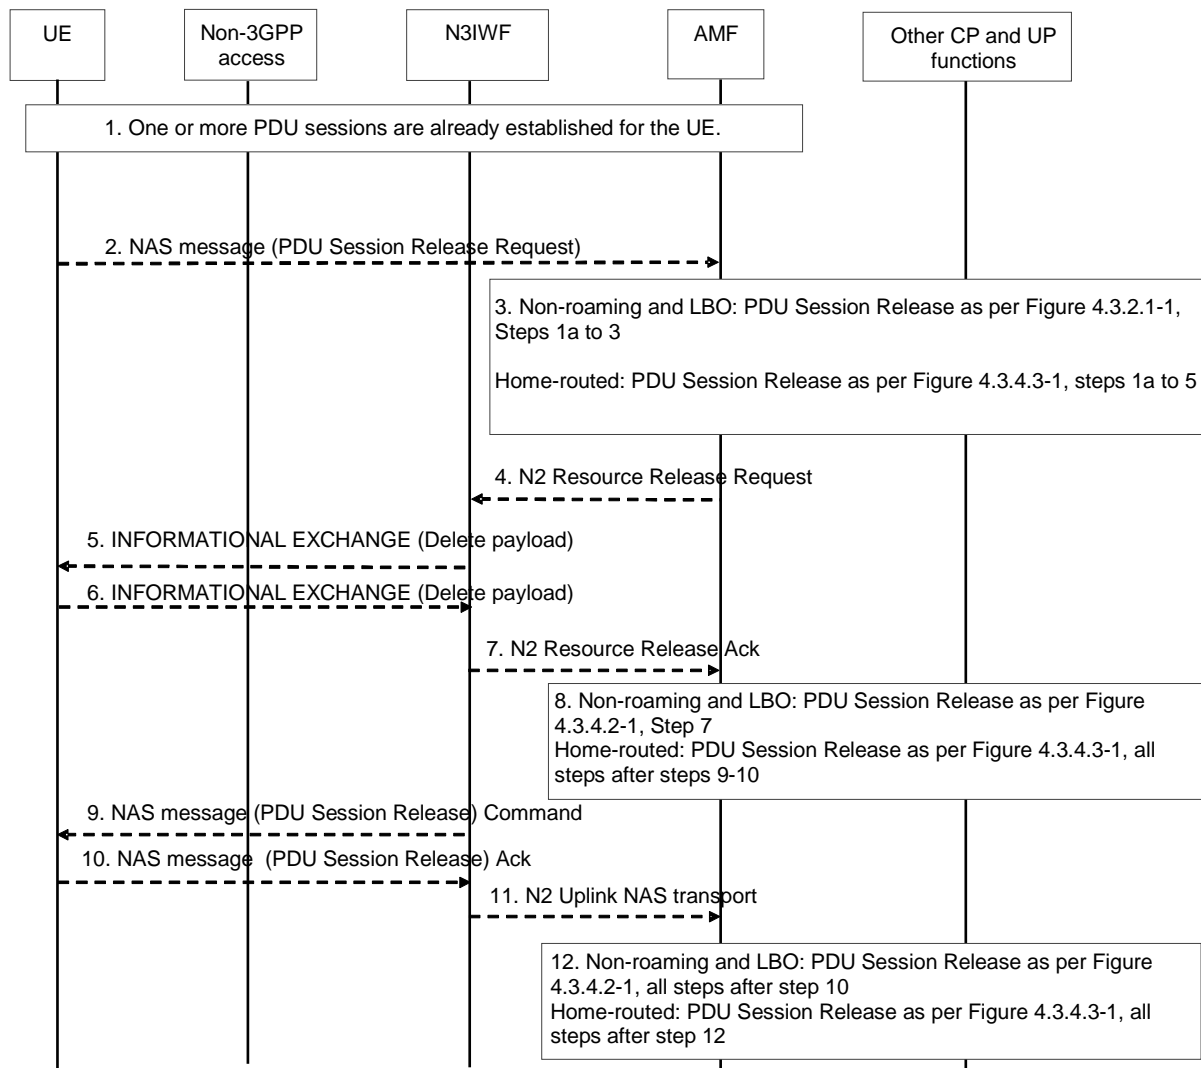 UE
Non-3GPP
access
N3IWF
AMF
Other CP and UP
functions
1. One or more PDU sessions are already established for the UE.
2. NAS message (PDU Session Release Request)
3. Non-roaming and LBO: PDU Session Release as per Figure 4.3.2.1-1,
Steps 1a to 3
Home-routed: PDU Session Release as per Figure 4.3.4.3-1, steps 1a to 5
4. N2 Resource Release Request
5. INFORMATIONAL EXCHANGE (Delete payload)
6. INFORMATIONAL EXCHANGE (Delete payload)
7. N2 Resource Release Ack
8. Non-roaming and LBO: PDU Session Release as per Figure
4.3.4.2-1, Step 7
Home-routed: PDU Session Release as per Figure 4.3.4.3-1, all
steps after steps 9-10
9. NAS message (PDU Session Release) Command
10. NAS message  (PDU Session Release) Ack
11. N2 Uplink NAS transport
12. Non-roaming and LBO: PDU Session Release as per Figure
4.3.4.2-1, all steps after step 10
Home-routed: PDU Session Release as per Figure 4.3.4.3-1, all
steps after step 12